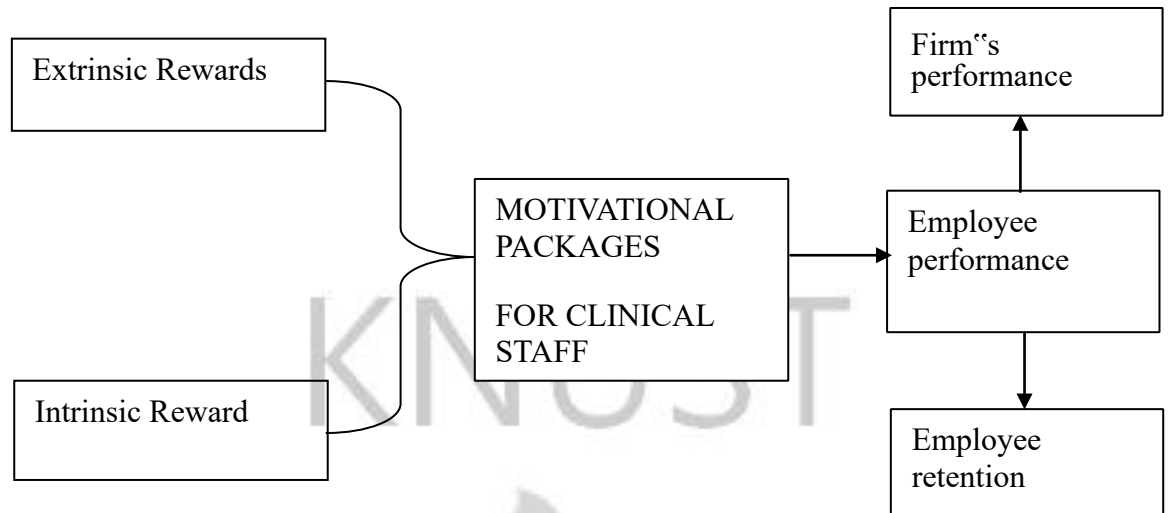 Extrinsic Rewards
Intrinsic Reward
MOTIVATIONAL
PACKAGES
FOR CLINICAL
STAFF
Firm‟s
performance
Employee
performance
Employee
retention
KNUST